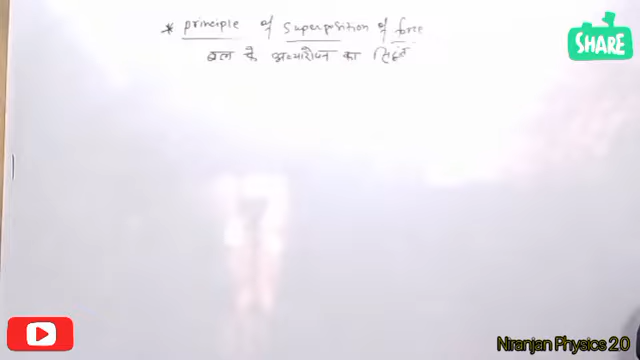 * principle of superposition of force
बल के अध्यारोपण का सिद्धांत
SHARE
Niranjan Physics 2.0